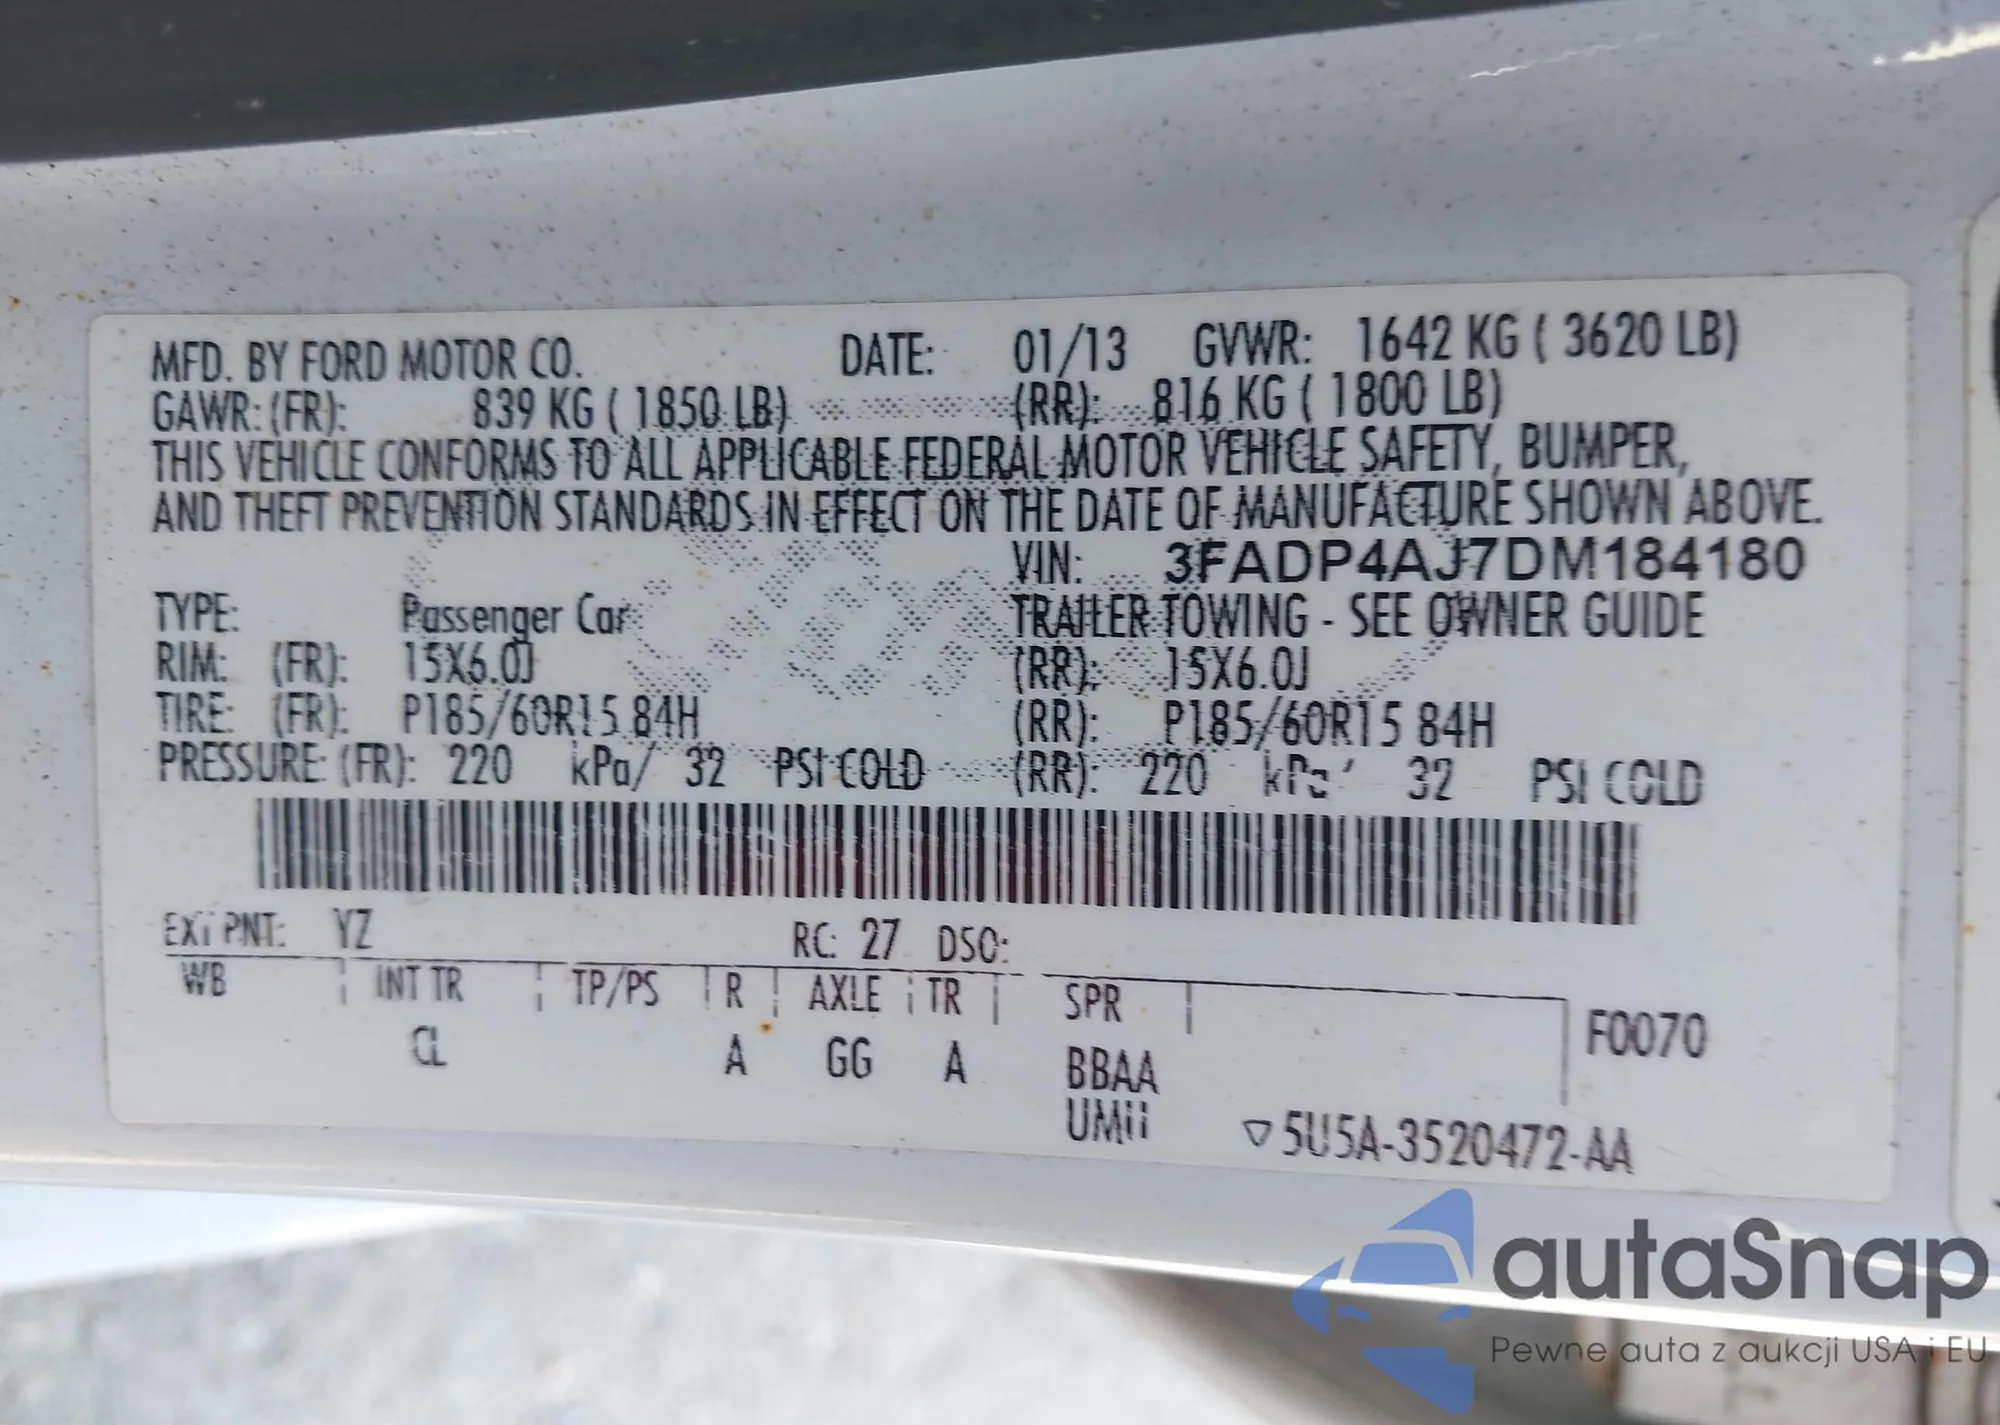 MFD. BY FORD MOTOR CO. DATE: 01/13 GVWR: 1642 KG ( 3620 LB)
GAWR: (FR): 839 KG ( 1850 LB) (RR): 816 KG ( 1800 LB)
THIS VEHICLE CONFORMS TO ALL APPLICABLE FEDERAL MOTOR VEHICLE SAFETY, BUMPER,
AND THEFT PREVENTION STANDARDS IN EFFECT ON THE DATE OF MANUFACTURE SHOWN ABOVE.
VIN: 3FADP4AJ7DM184180
TYPE: Passenger Car TRAILER TOWING - SEE OWNER GUIDE
RIM: (FR): 15X6.0J (RR): 15X6.0J
TIRE: (FR): P185/60R15 84H (RR): P185/60R15 84H
PRESSURE: (FR): 220 kPa/ 32 PSI COLD (RR): 220 kPa/ 32 PSI COLD
EXT PNT: YZ RC: 27 DSO:
WB INT TR TP/PS R AXLE TR SPR F0070
CL A GG A BBAA
▽5U5A-3520472-AA
autaSnap
Pewne auta z aukcji USA i EU